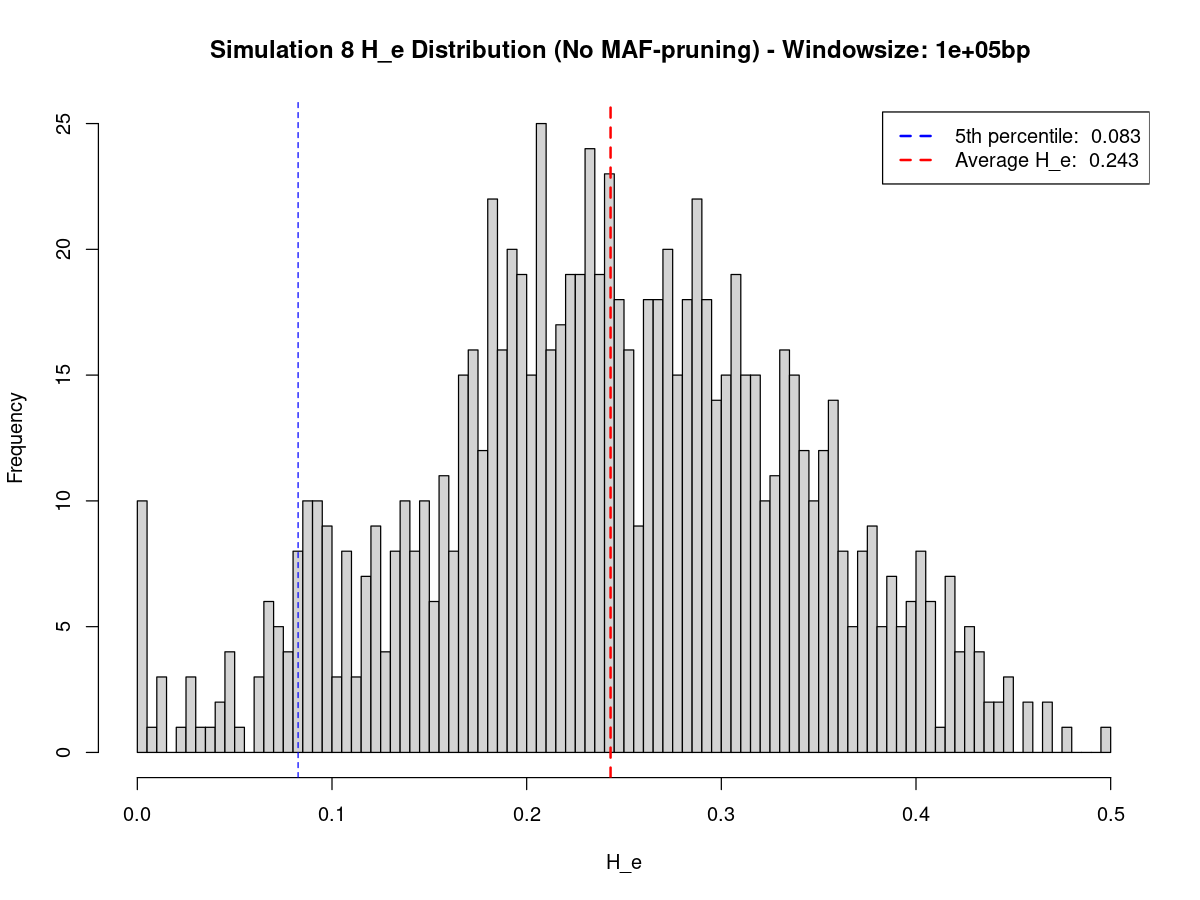 Simulation 8 H_e Distribution (No MAF-pruning) - Windowsize: 1e+05bp
5th percentile: 0.083
Average H_e: 0.243
Frequency
25
20
15
10
5
0
0.0 0.1 0.2 0.3 0.4 0.5
H_e